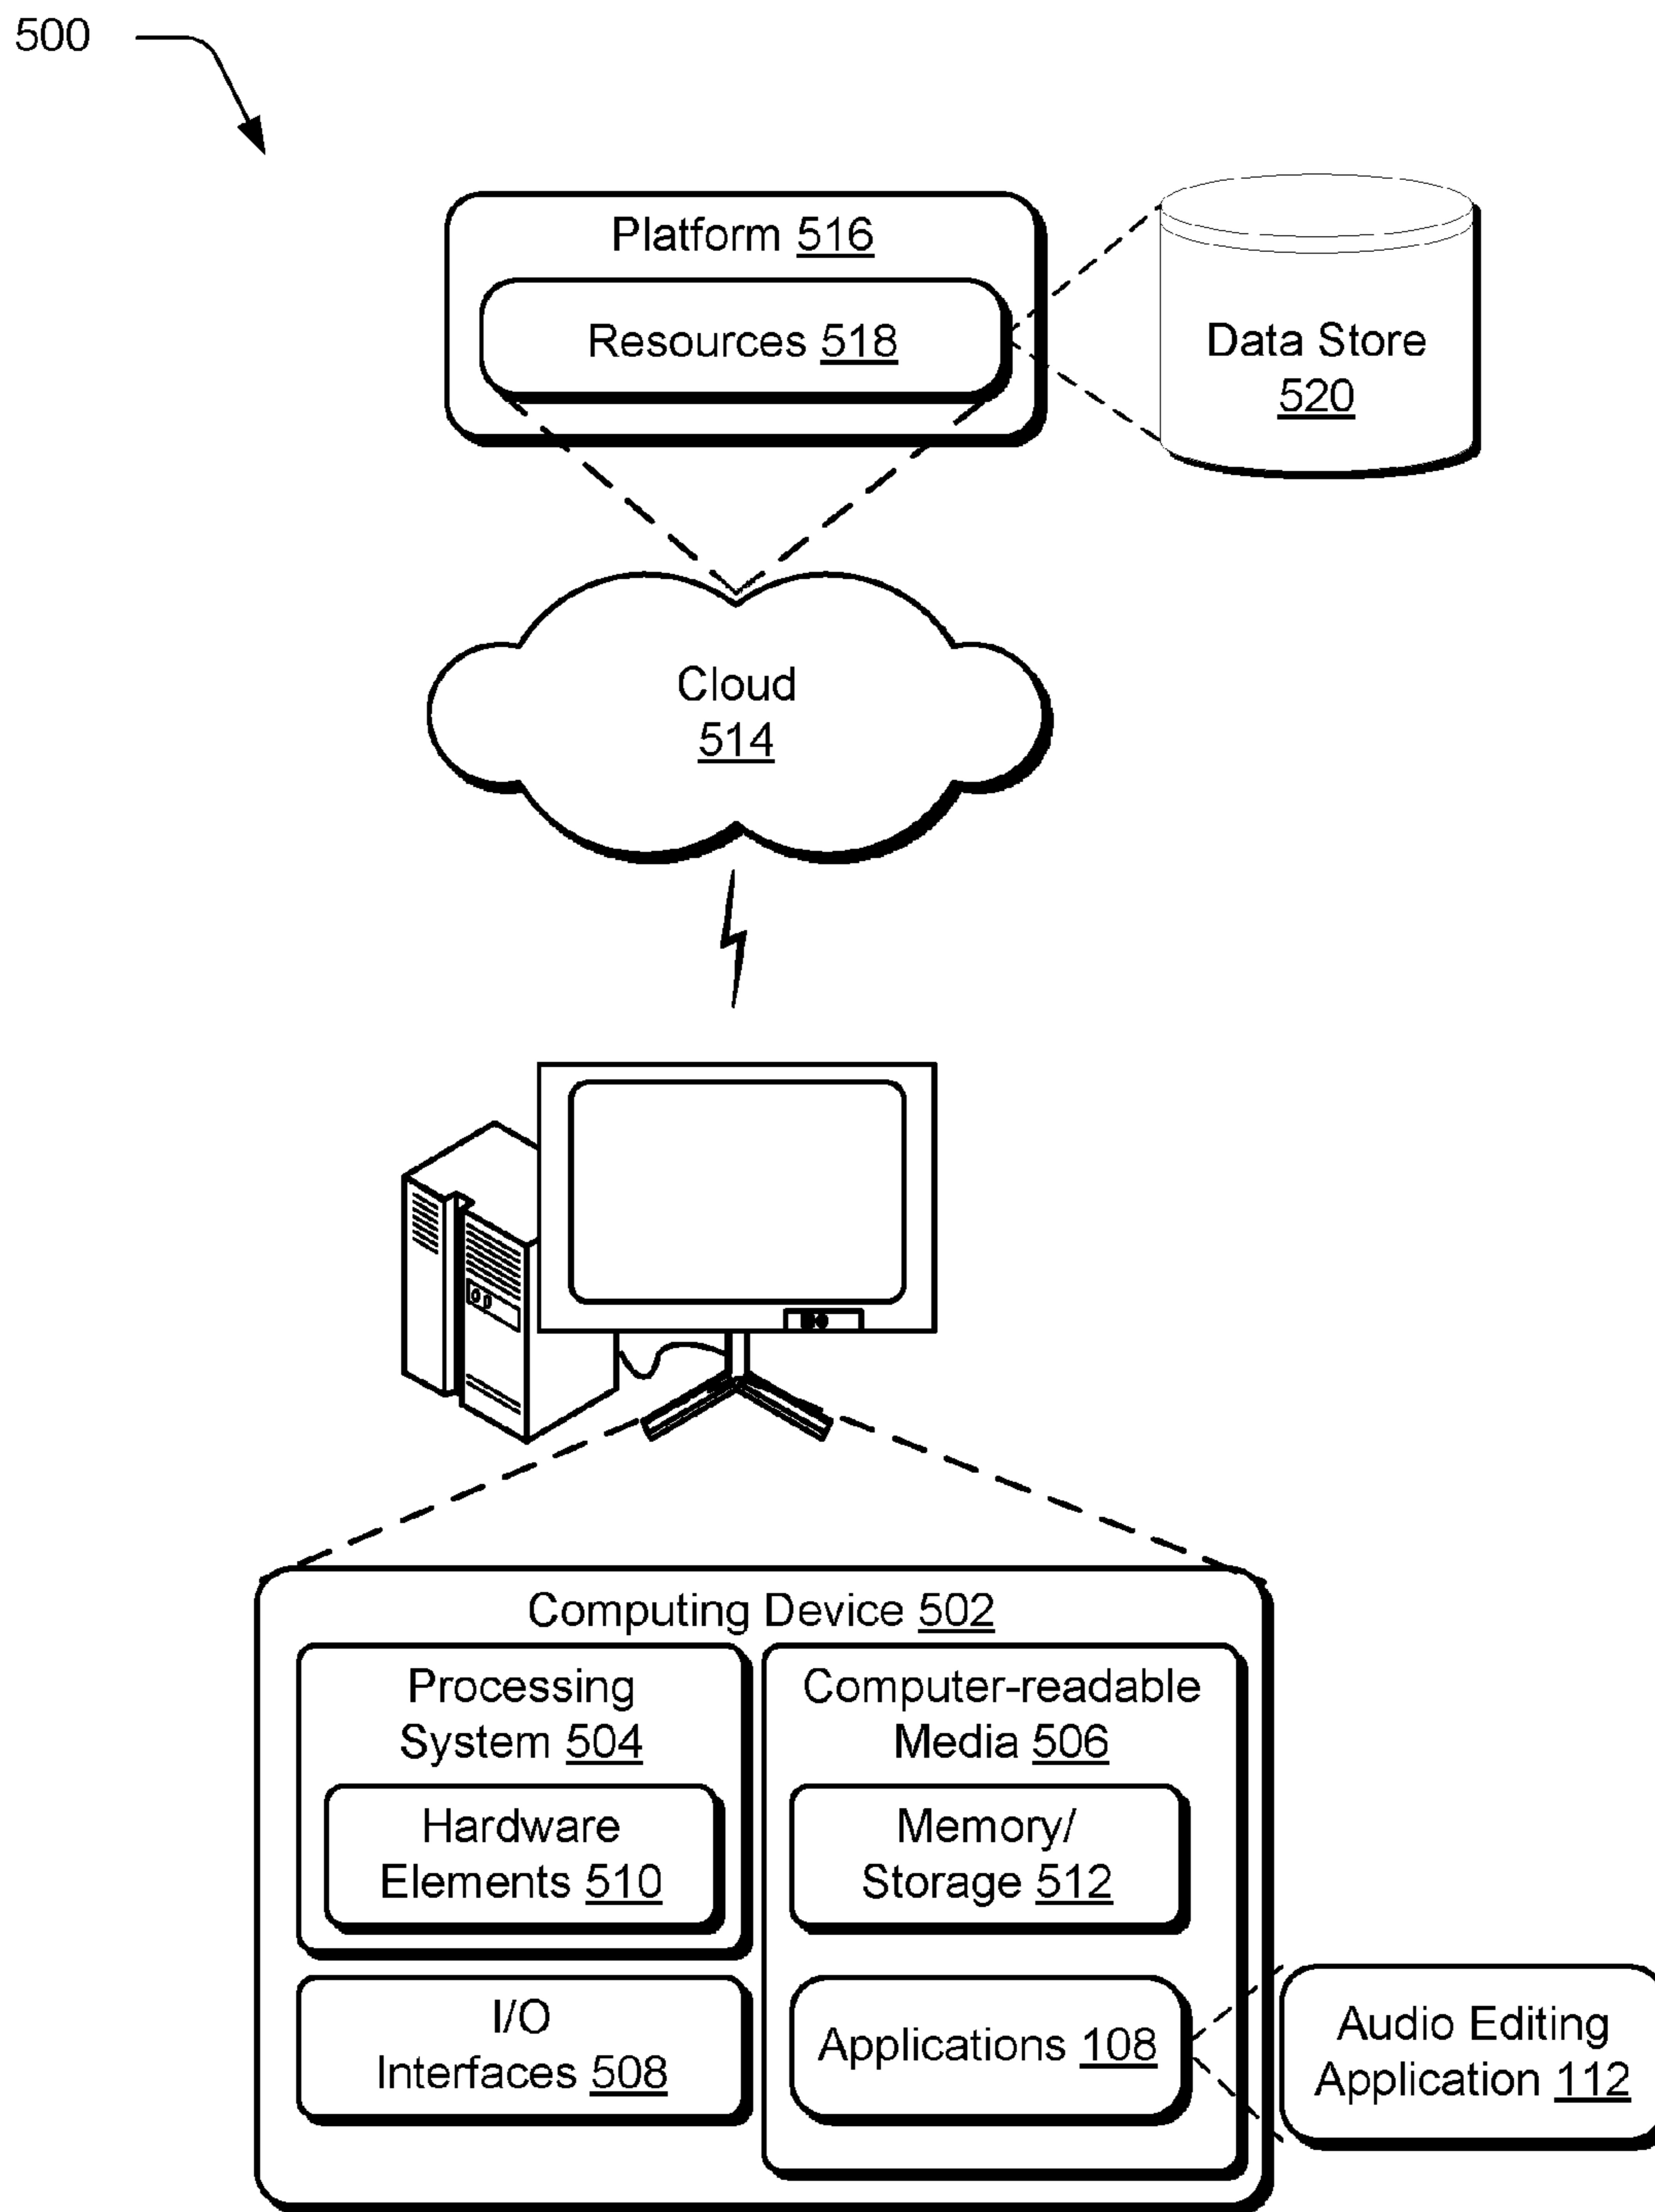 500
Platform 516
Resources 518
Data Store
520
Cloud
514
Computing Device 502
Processing
System 504
Hardware
Elements 510
I/O
Interfaces 508
Computer-readable
Media 506
Memory/
Storage 512
Applications 108
Audio Editing
Application 112